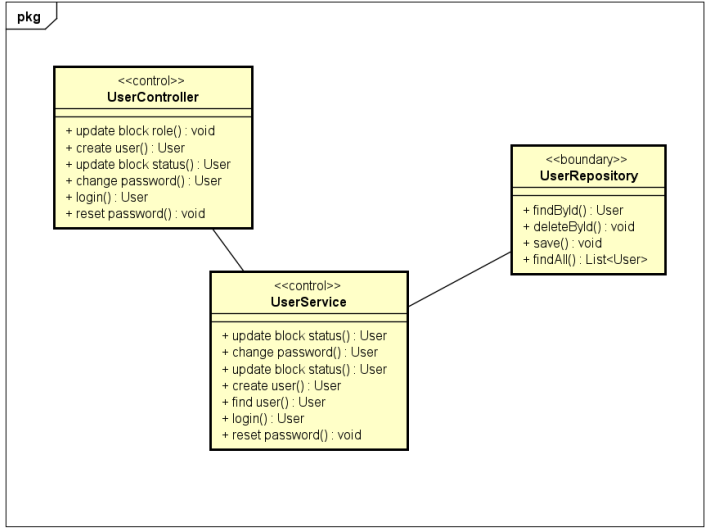 pkg
<<control>>
UserController
+ update block role() : void
+ create user() : User
+ update block status() : User
+ change password() : User
+ login() : User
+ reset password() : void
<<boundary>>
UserRepository
+ findById() : User
+ deleteById() : void
+ save() : void
+ findAll() : List<User>
<<control>>
UserService
+ update block status() : User
+ change password() : User
+ update block status() : User
+ create user() : User
+ find user() : User
+ login() : User
+ reset password() : void